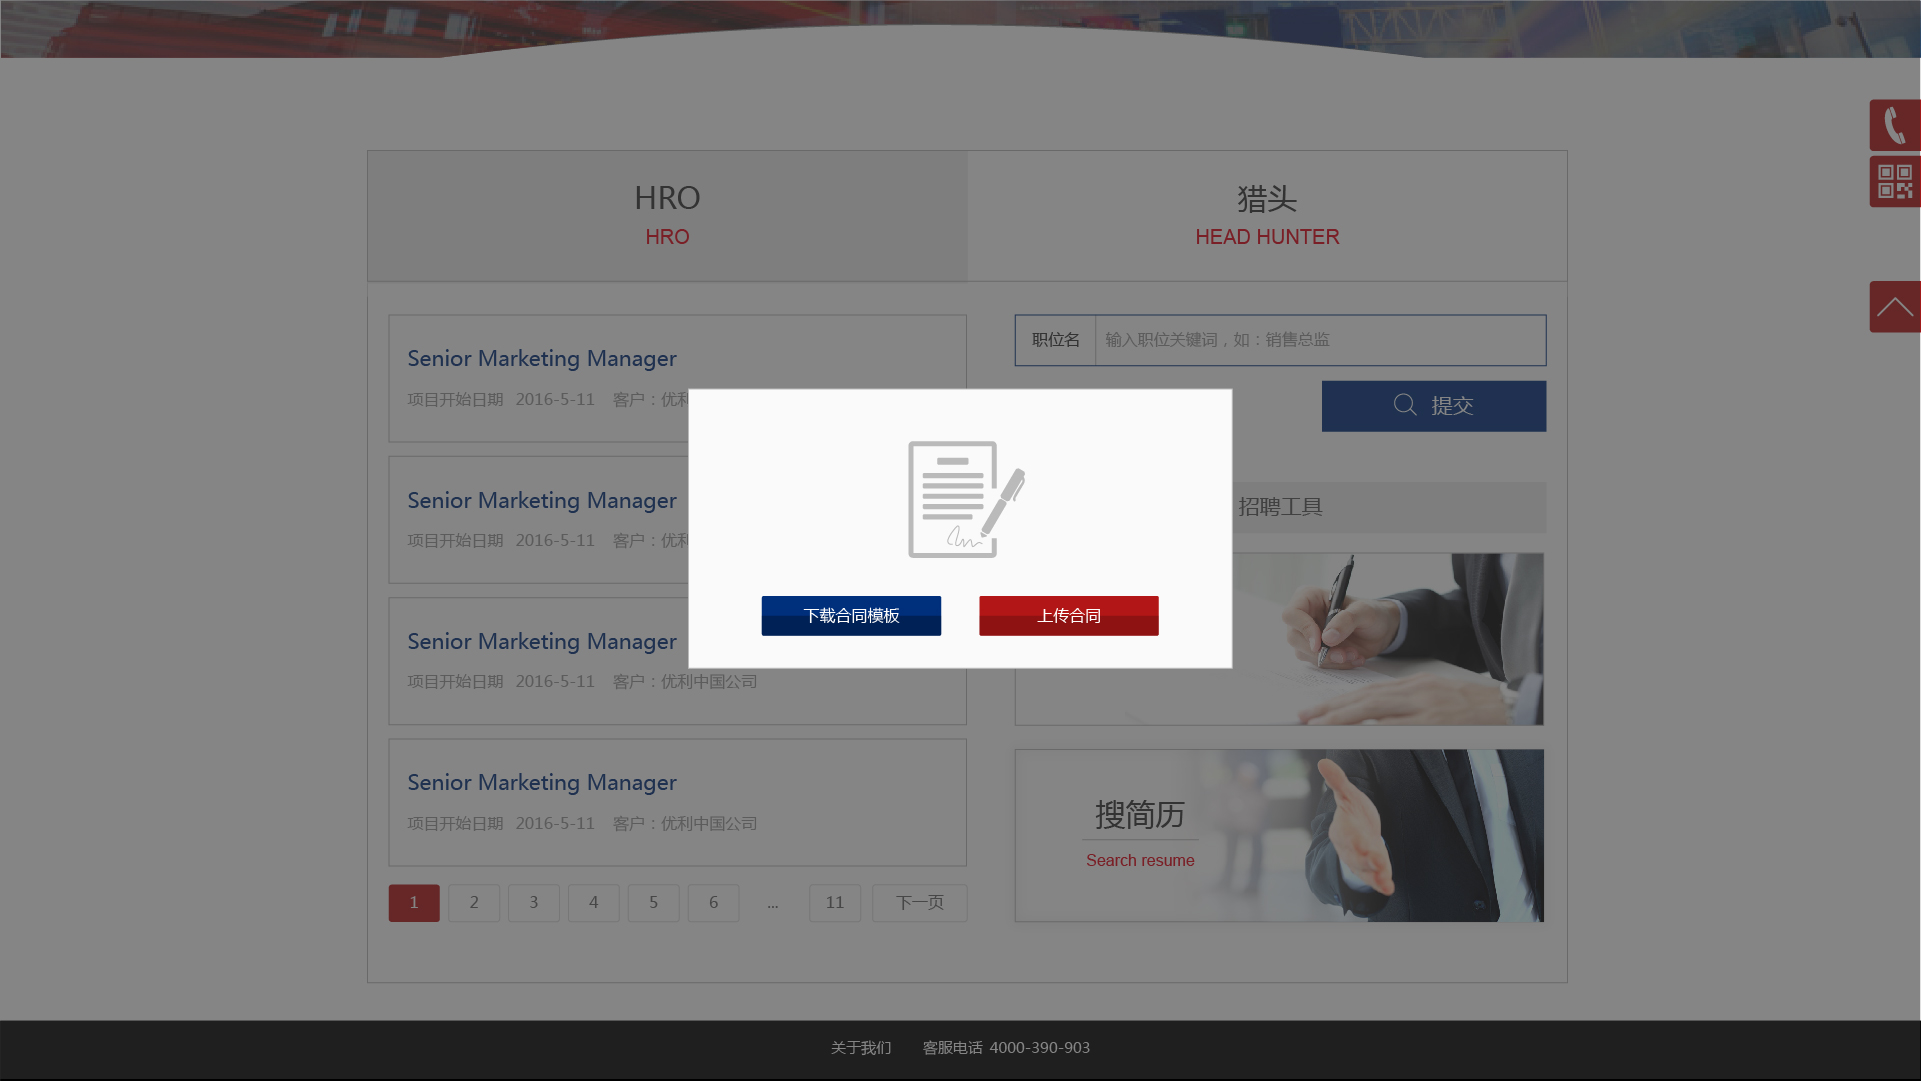 HRO
HRO
猎头
HEAD HUNTER
Senior Marketing Manager
项目开始日期 2016-5-11 客户：优利
Senior Marketing Manager
项目开始日期 2016-5-11 客户：优利
Senior Marketing Manager
项目开始日期 2016-5-11 客户：优利中国公司
Senior Marketing Manager
项目开始日期 2016-5-11 客户：优利中国公司
1 2 3 4 5 6 ... 11 下一页
职位名 输入职位关键词，如：销售总监
提交
招聘工具
搜简历
Search resume
下载合同模板
上传合同
关于我们 客服电话 4000-390-903